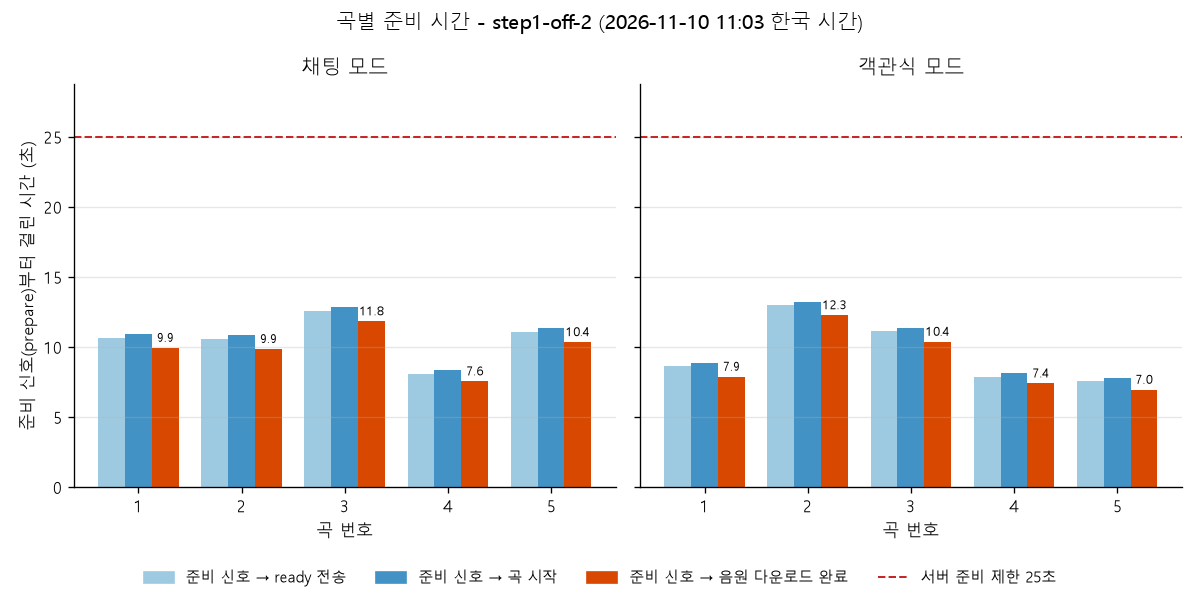 곡별 준비 시간 - step1-off-2 (2026-11-10 11:03 한국 시간)
채팅 모드
객관식 모드
준비 신호(prepare)부터 걸린 시간 (초)
25
20
15
10
5
0
9.9
9.9
11.8
7.6
10.4
7.9
12.3
10.4
7.4
7.0
1 2 3 4 5
1 2 3 4 5
곡 번호
곡 번호
준비 신호 → ready 전송
준비 신호 → 곡 시작
준비 신호 → 음원 다운로드 완료
서버 준비 제한 25초